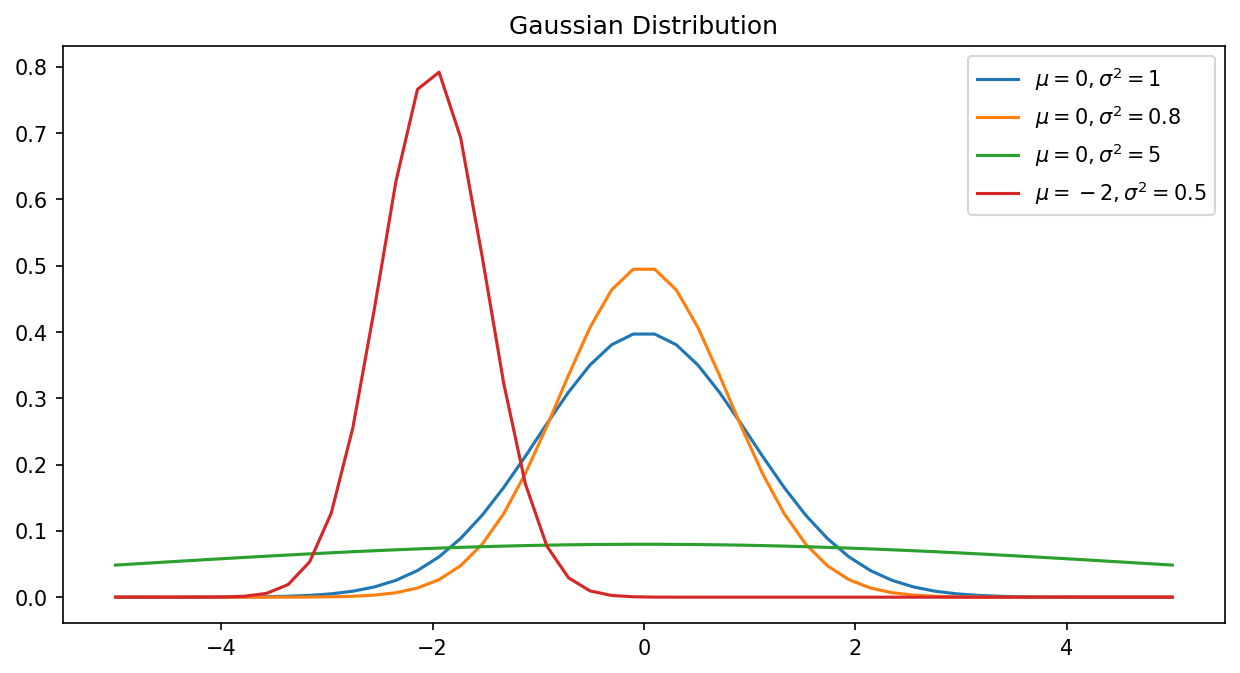 Gaussian Distribution
0.8
0.7
0.6
0.5
0.4
0.3
0.2
0.1
0.0
−4
−2
0
2
4
μ = 0, σ² = 1
μ = 0, σ² = 0.8
μ = 0, σ² = 5
μ = −2, σ² = 0.5